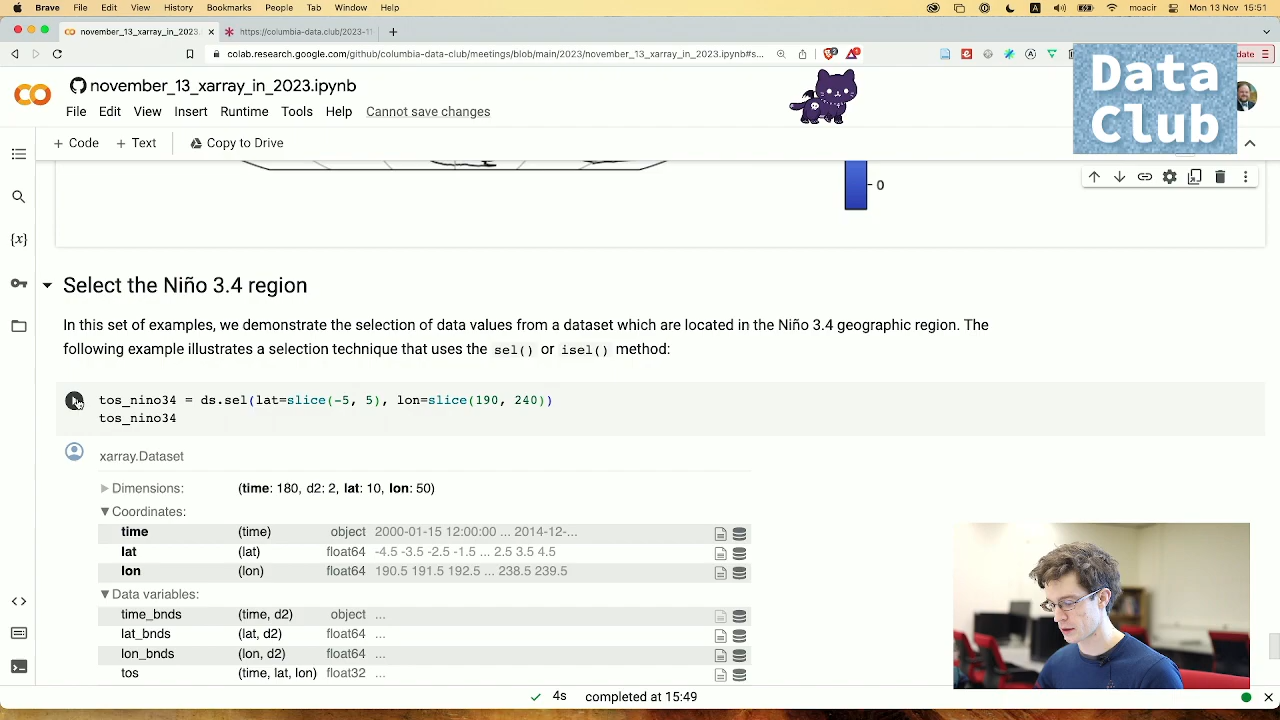 Brave File Edit View History Bookmarks People Tab Window Help
A moacir Mon 13 Nov 15:51
november_13_xarray_in_2023. https://columbia-data.club/2023-11
colab.research.google.com/github/columbia-data-club/meetings/blob/main/2023/november_13_xarray_in_2023.ipynb#s...
november_13_xarray_in_2023.ipynb
File Edit View Insert Runtime Tools Help Cannot save changes
Data
Club
+ Code + Text Copy to Drive
0
{x}
Select the Niño 3.4 region
In this set of examples, we demonstrate the selection of data values from a dataset which are located in the Niño 3.4 geographic region. The
following example illustrates a selection technique that uses the sel() or isel() method:
tos_nino34 = ds.sel(lat=slice(-5, 5), lon=slice(190, 240))
tos_nino34
xarray.Dataset
Dimensions: (time: 180, d2: 2, lat: 10, lon: 50)
Coordinates:
time (time) object 2000-01-15 12:00:00 ... 2014-12-...
lat (lat) float64 -4.5 -3.5 -2.5 -1.5 ... 2.5 3.5 4.5
lon (lon) float64 190.5 191.5 192.5 ... 238.5 239.5
Data variables:
time_bnds (time, d2) object ...
lat_bnds (lat, d2) float64 ...
lon_bnds (lon, d2) float64 ...
tos (time, lat, lon) float32 ...
4s completed at 15:49